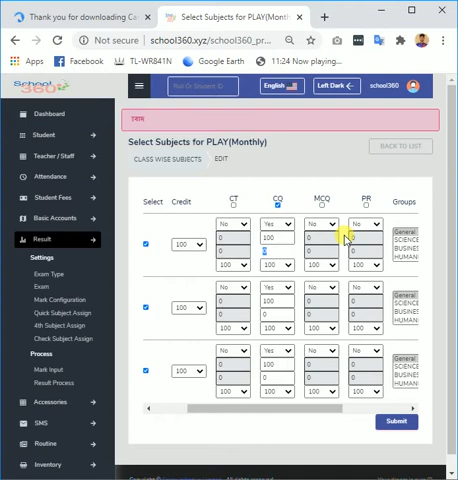 Thank you for downloading Ca
Select Subjects for PLAY(Month
Not secure
school360.xyz/school360_pr...
Apps
Facebook
TL-WR841N
Google Earth
11:24 Now playing...
School 360
Roll Or Student ID
English
Left Dark
school360
Dashboard
Student
Teacher / Staff
Attendance
Student Fees
Basic Accounts
Result
Settings
Exam Type
Exam
Mark Configuration
Quick Subject Assign
4th Subject Assign
Check Subject Assign
Process
Mark Input
Result Process
Accessories
SMS
Routine
Inventory
Select Subjects for PLAY(Monthly)
BACK TO LIST
CLASS WISE SUBJECTS
EDIT
Select Credit CT CQ MCQ PR Groups
No Yes No No
0 100 0 0
0 0 0
100 100 100 100 100
General
SCIENCE
BUSINES
HUMANI
No Yes No No
0 100 0 0
0 0 0 0
100 100 100 100 100
General
SCIENCE
BUSINES
HUMANI
No Yes No No
0 100 0 0
0 0 0 0
100 100 100 100 100
General
SCIENCE
BUSINES
HUMANI
Submit